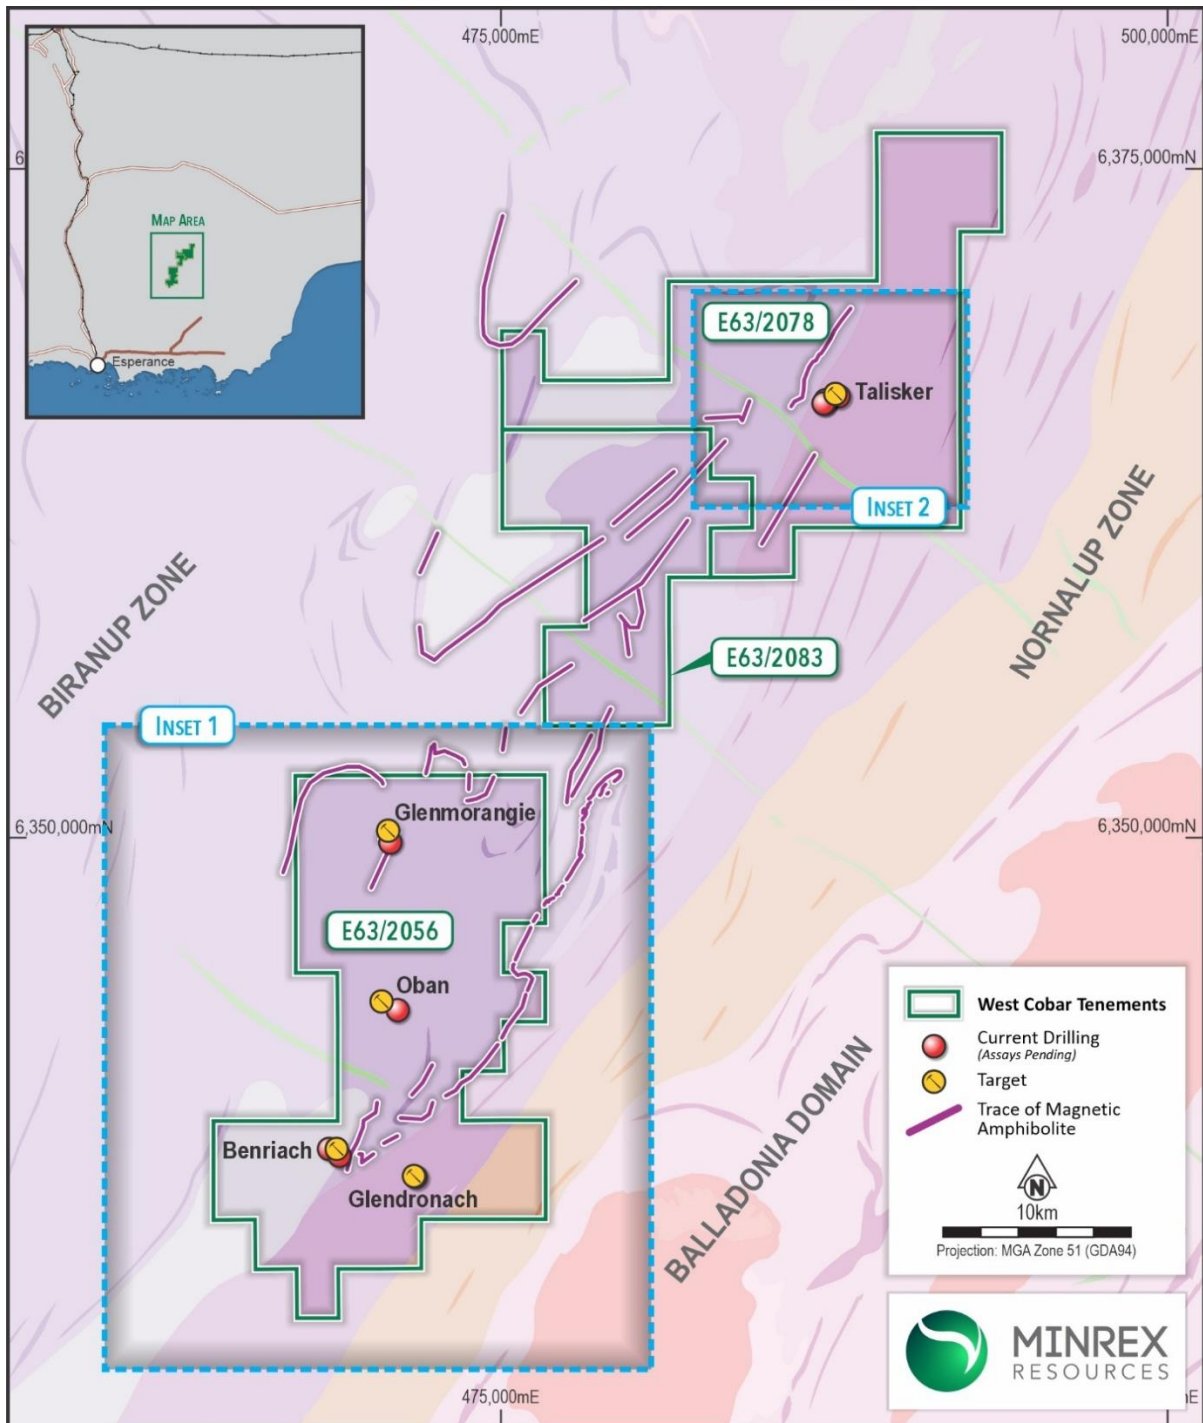 475,000mE
500,000mE
6
6,375,000mN
MAP AREA
Esperance
E63/2078
Talisker
INSET 2
BIRANUP ZONE
NORNALUP ZONE
E63/2083
INSET 1
Glenmorangie
6,350,000mN
6,350,000mN
E63/2056
Oban
Benriach
Glendronach
BALLADONIA DOMAIN
West Cobar Tenements
Current Drilling
(Assays Pending)
Target
Trace of Magnetic
Amphibolite
N
10km
Projection: MGA Zone 51 (GDA94)
MINREX
RESOURCES
475,000mE
mE